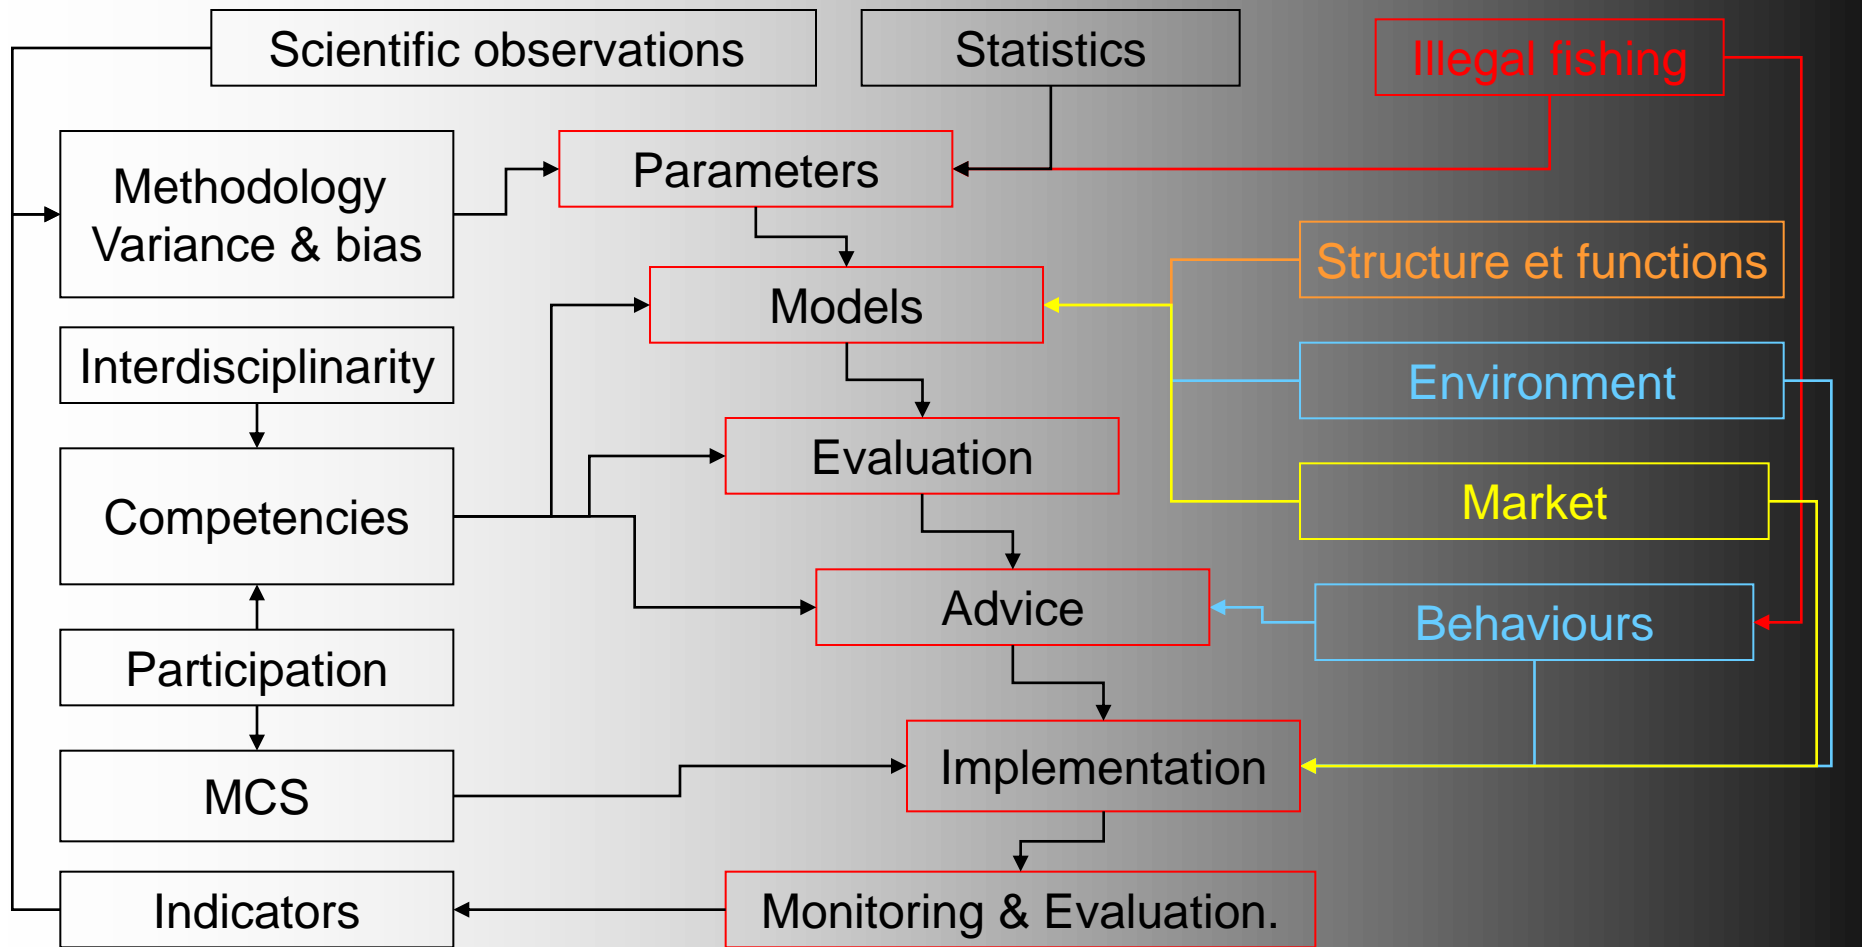 Scientific observations
Statistics
Illegal fishing
Methodology
Variance & bias
Parameters
Structure et functions
Models
Interdisciplinarity
Environment
Evaluation
Competencies
Market
Advice
Behaviours
Participation
Implementation
MCS
Indicators
Monitoring & Evaluation.